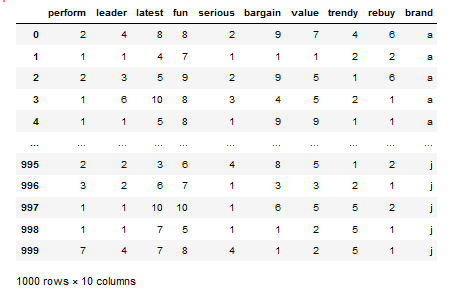 perform leader latest fun serious bargain value trendy rebuy brand
0 2 4 8 8 2 9 7 4 6 a
1 1 1 4 7 1 1 1 2 2 a
2 2 3 5 9 2 9 5 1 6 a
3 1 6 10 8 3 4 5 2 1 a
4 1 1 5 8 1 9 9 1 1 a
... ... ... ... ... ... ... ... ... ... ...
995 2 2 3 6 4 8 5 1 2 j
996 3 2 6 7 1 3 3 2 1 j
997 1 1 10 10 1 6 5 5 2 j
998 1 1 7 5 1 1 2 5 1 j
999 7 4 7 8 4 1 2 5 1 j
1000 rows × 10 columns